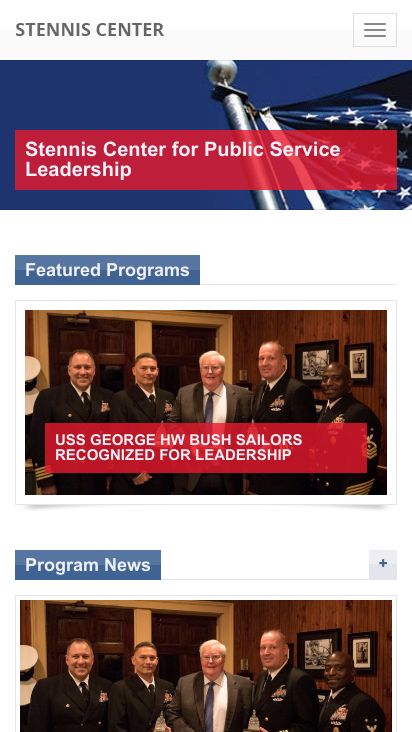 STENNIS CENTER
Stennis Center for Public Service
Leadership
Featured Programs
USS GEORGE HW BUSH SAILORS
RECOGNIZED FOR LEADERSHIP
Program News
+